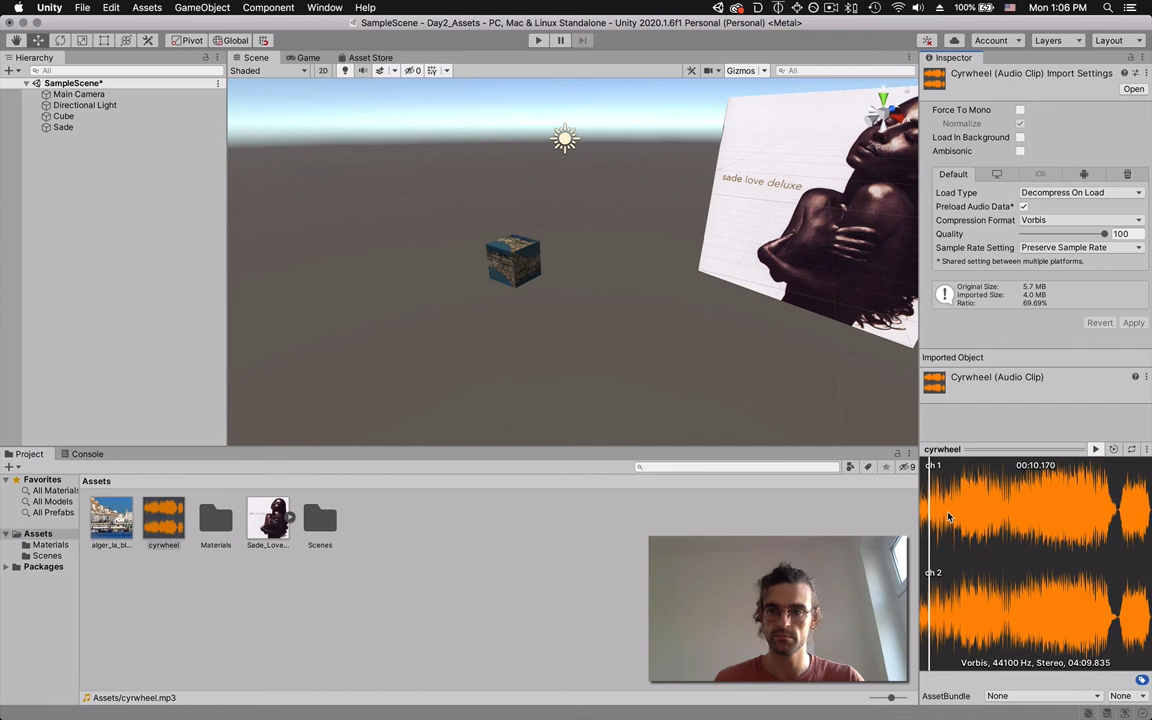 Unity File Edit Assets GameObject Component Window Help 100% Mon 1:06 PM
SampleScene - Day2_Assets - PC, Mac & Linux Standalone - Unity 2020.1.6f1 Personal (Personal) <Metal>
Pivot Global Account Layers Layout
Hierarchy
All
SampleScene*
Main Camera
Directional Light
Cube
Sade
Scene Game Asset Store
Shaded 2D 0 Gizmos All
Persp
sade love deluxe
Inspector
Cyrwheel (Audio Clip) Import Settings
Open
Force To Mono
Normalize
Load In Background
Ambisonic
Default
Load Type Decompress On Load
Preload Audio Data*
Compression Format Vorbis
Quality 100
Sample Rate Setting Preserve Sample Rate
* Shared setting between multiple platforms.
Original Size: 5.7 MB
Imported Size: 4.0 MB
Ratio: 69.69%
Revert Apply
Imported Object
Cyrwheel (Audio Clip)
cyrwheel
ch 1 00:10.170
ch 2
Vorbis, 44100 Hz, Stereo, 04:09.835
AssetBundle None None
Project Console
9
Favorites
All Materials
All Models
All Prefabs
Assets
Materials
Scenes
Packages
Assets
alger_la_bl... cyrwheel Materials Sade_Love... Scenes
Assets/cyrwheel.mp3